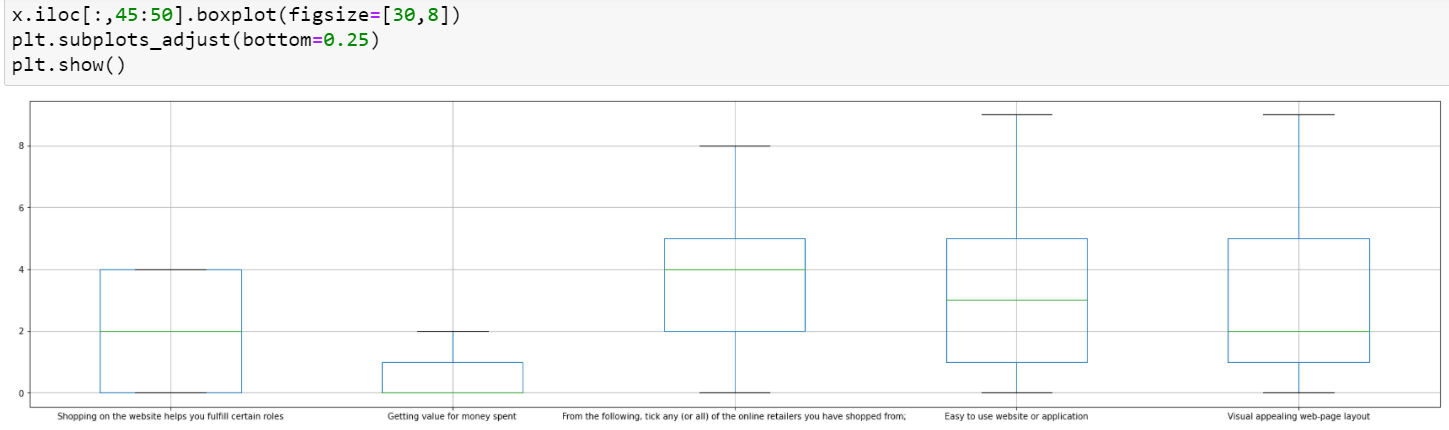 x.iloc[:,45:50].boxplot(figsize=[30,8])
plt.subplots_adjust(bottom=0.25)
plt.show()
8
6
4
2
0
Shopping on the website helps you fulfill certain roles Getting value for money spent From the following, tick any (or all) of the online retailers you have shopped from; Easy to use website or application Visual appealing web-page layout